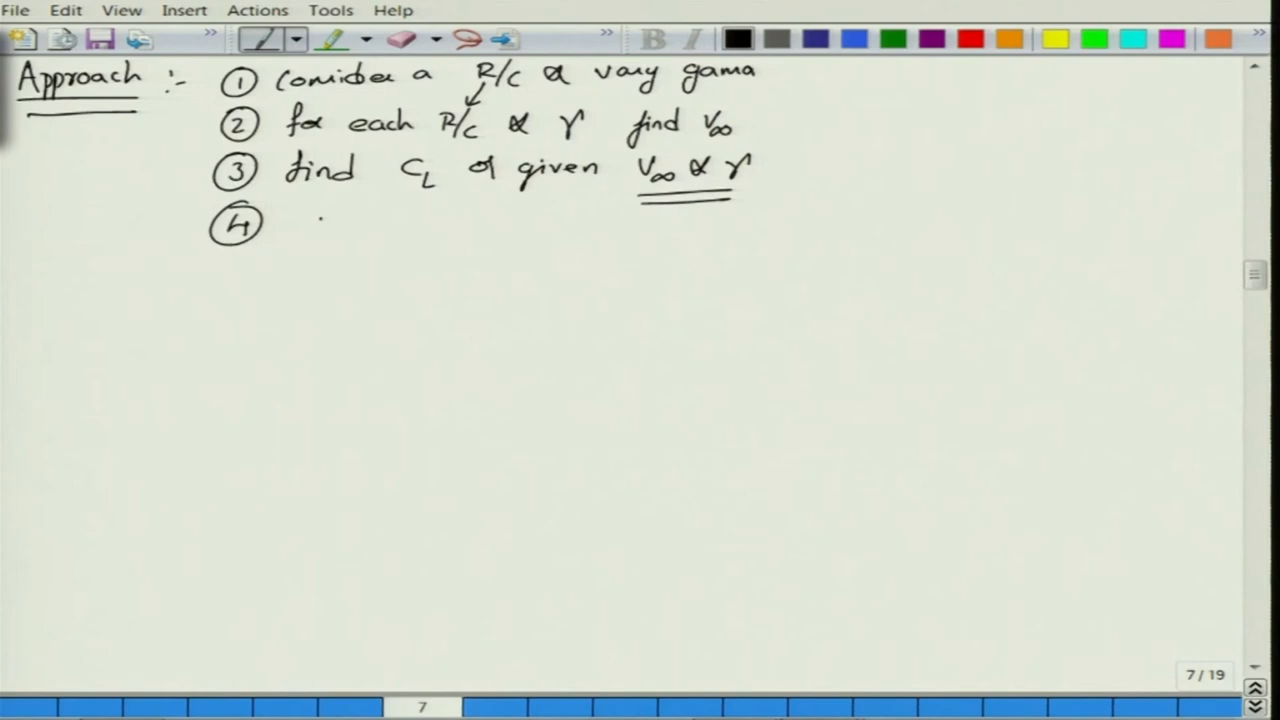 File Edit View Insert Actions Tools Help
B I
Approach :- ① Consider a R/C & vary gama
② for each R/C & γ find V∞
③ find CL of given V∞ & γ
④
7 / 19
7